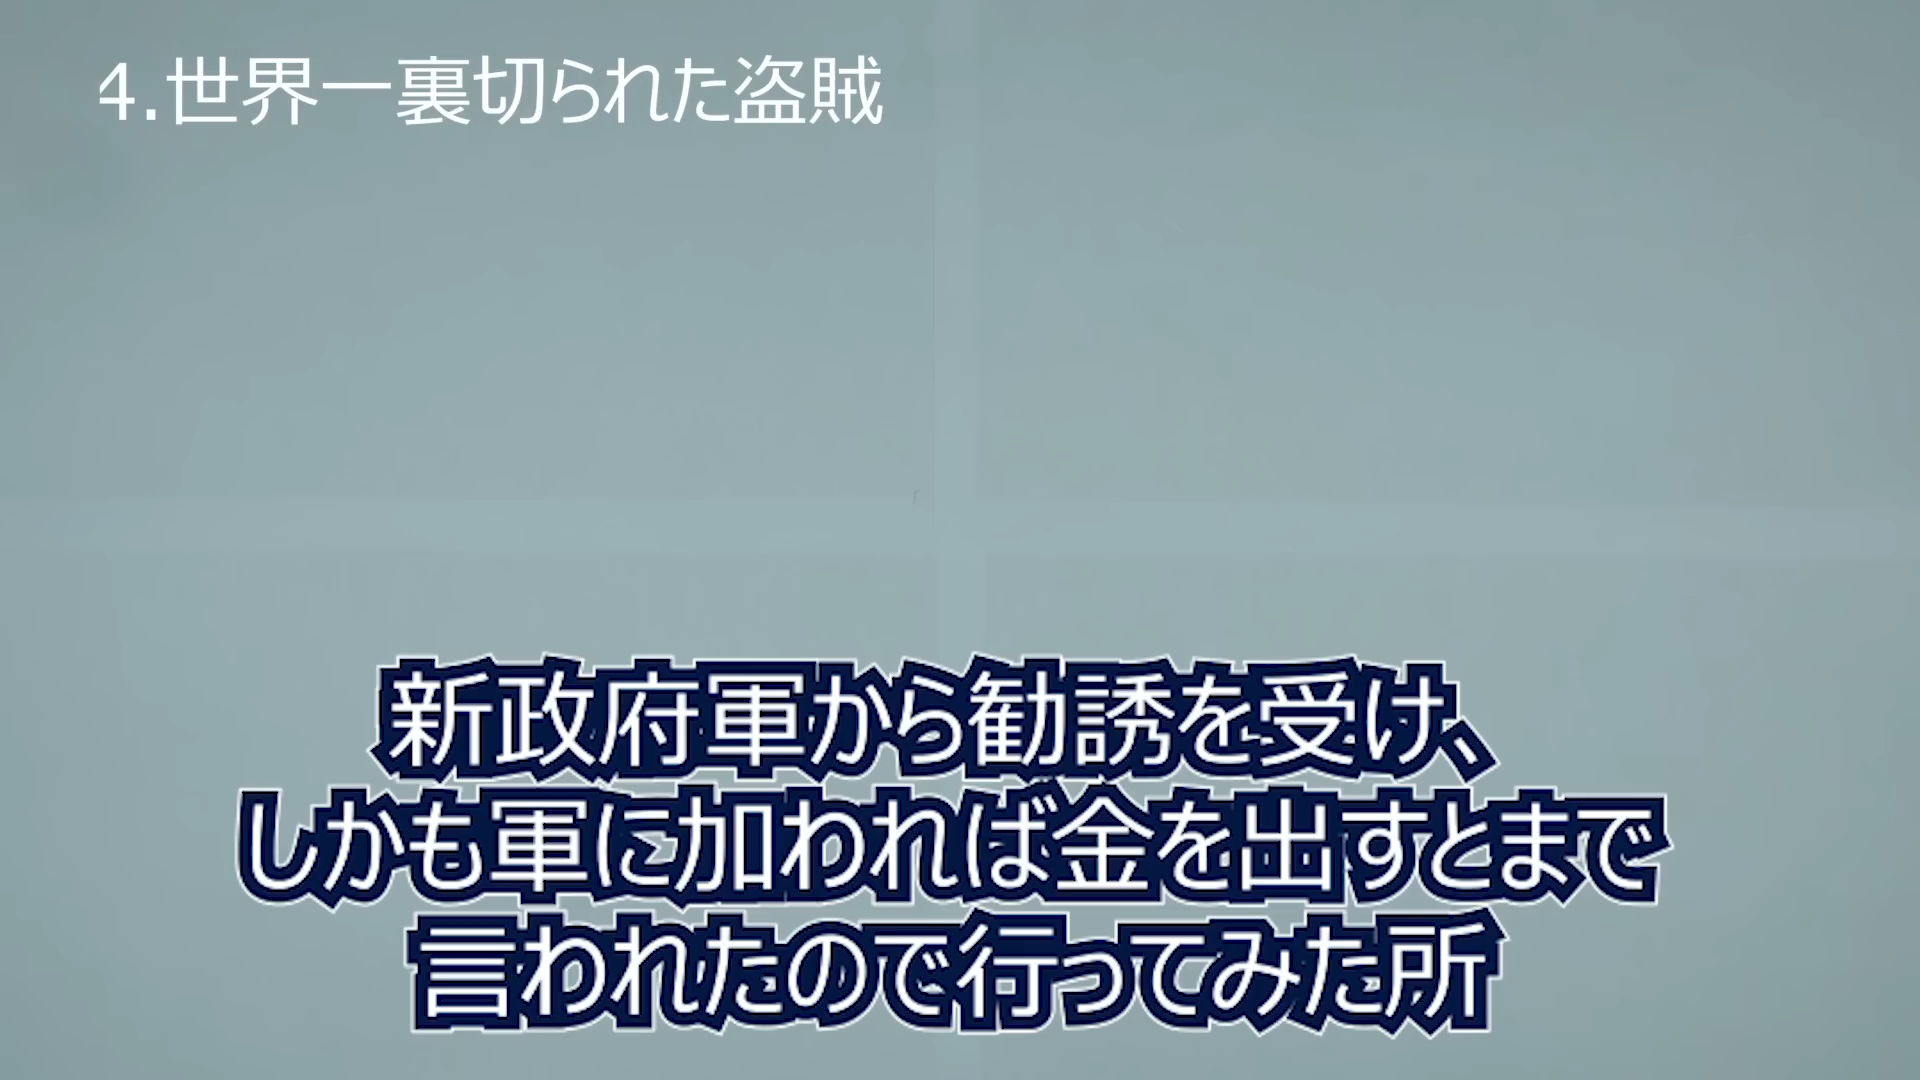 4.世界一裏切られた盗賊
新政府軍から勧誘を受け、
しかも軍に加われば金を出すとまで
言われたので行ってみた所